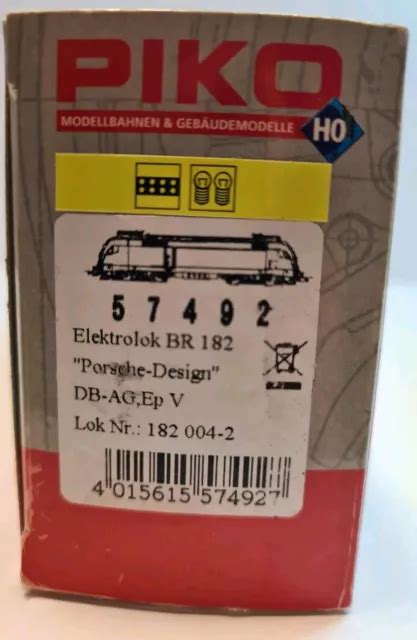 PIKO
MODELLBAHNEN & GEBÄUDEMODELLE
H0
57492
Elektrolok BR 182
"Porsche-Design"
DB-AG,Ep V
Lok Nr.: 182 004-2
4 015615 574927